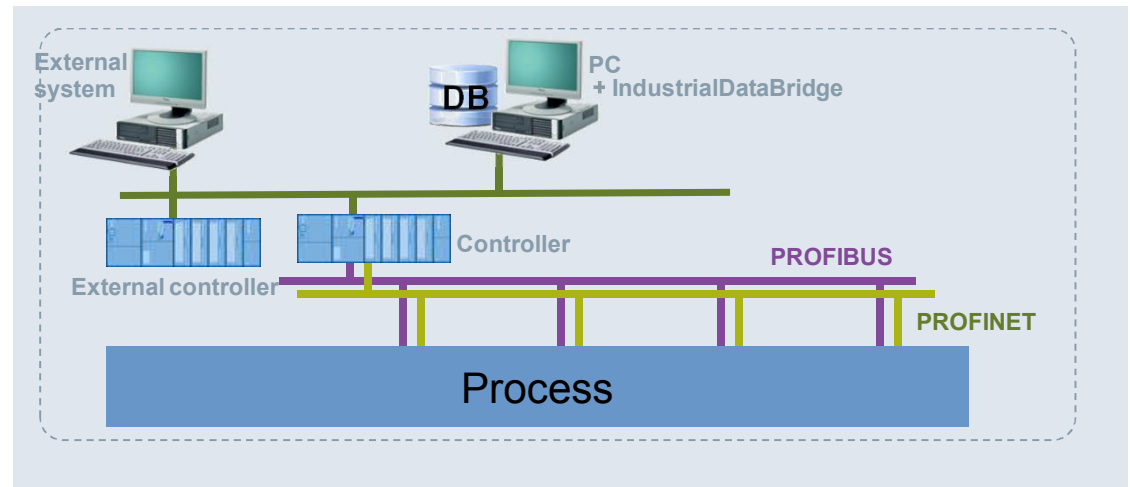 External
system
DB
PC
+ IndustrialDataBridge
Controller
External controller
PROFIBUS
PROFINET
Process